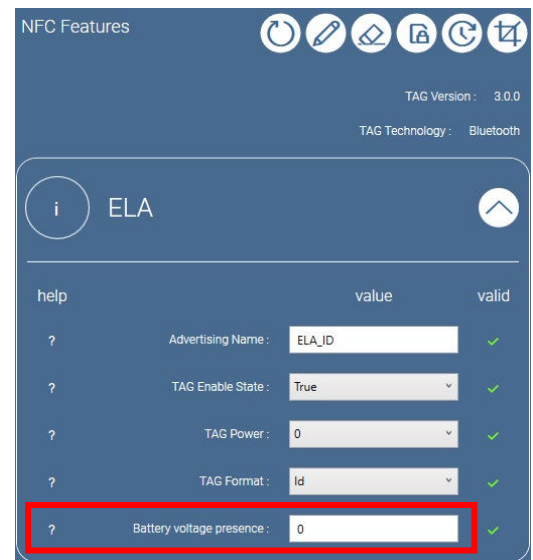 NFC Features
TAG Version : 3.0.0
TAG Technology : Bluetooth
i ELA
help value valid
? Advertising Name : ELA_ID
? TAG Enable State : True
? TAG Power : 0
? TAG Format : Id
? Battery voltage presence : 0